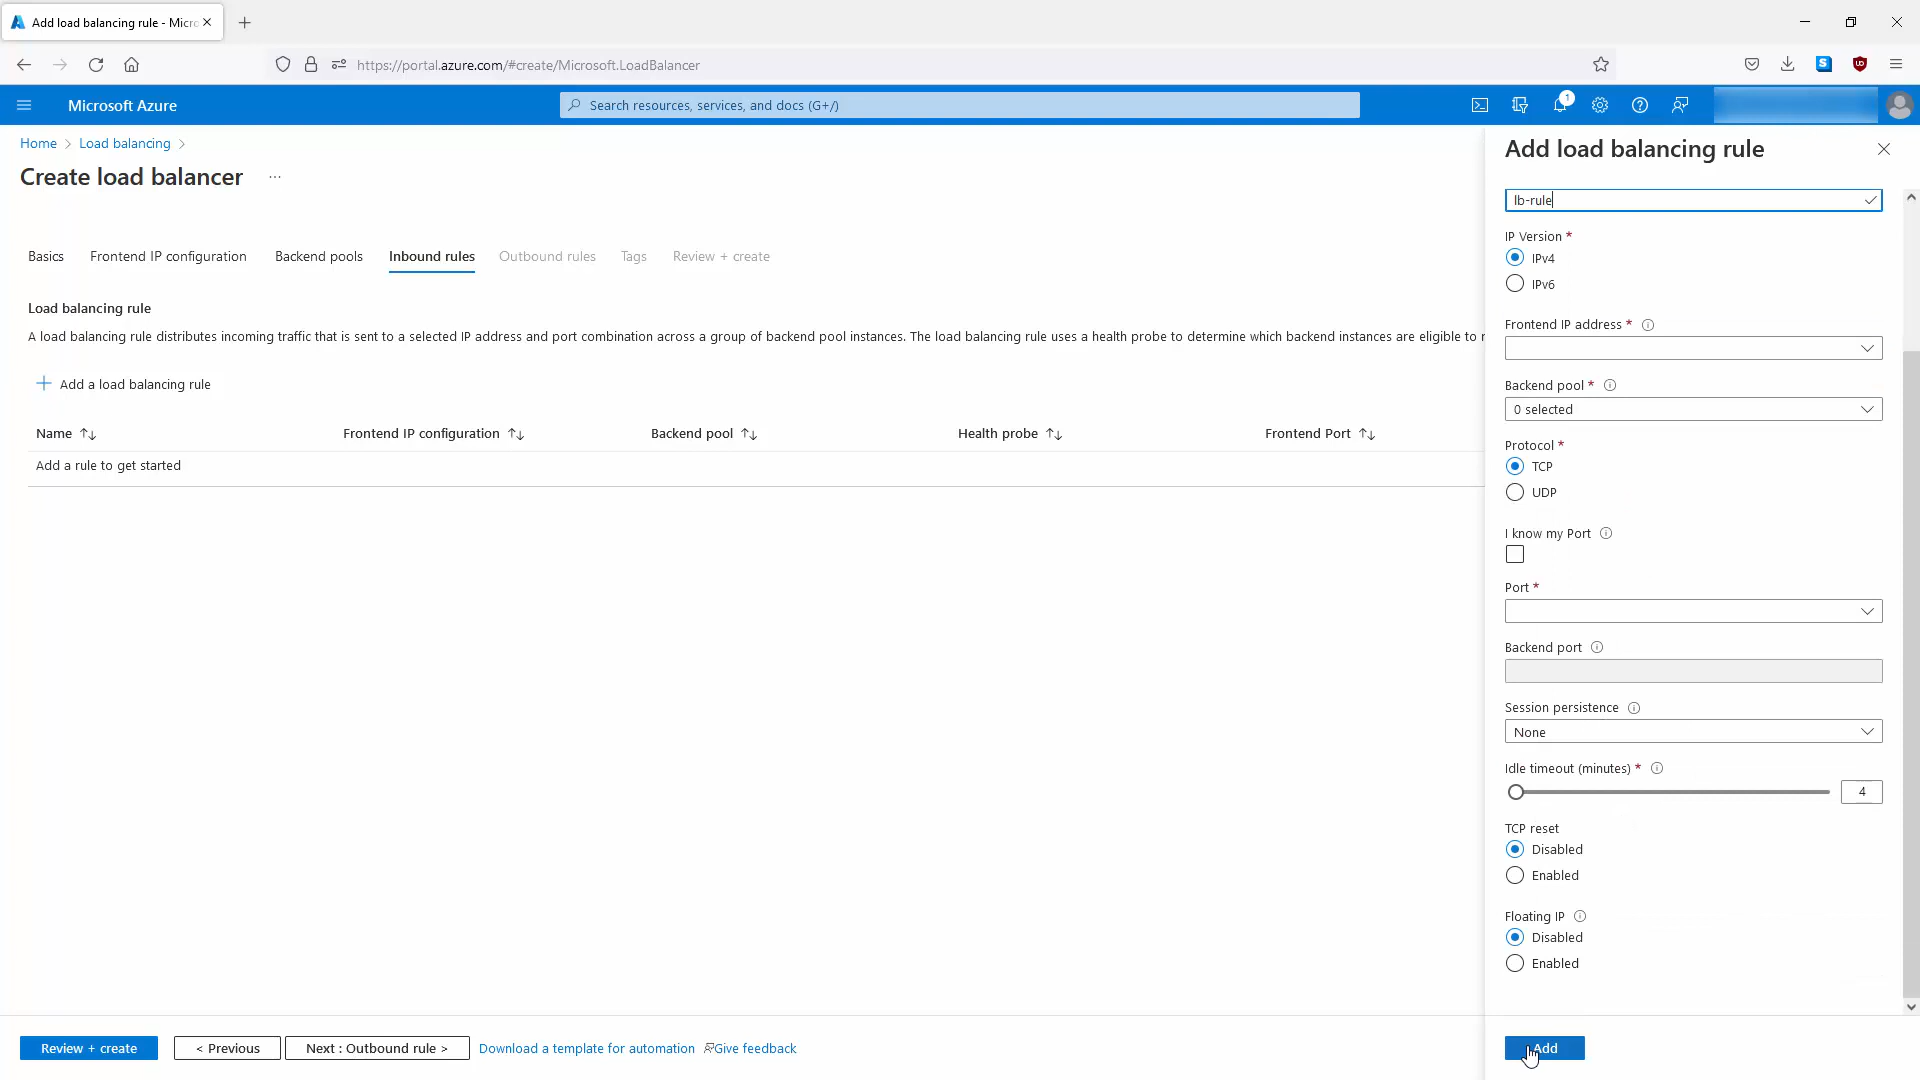 Add load balancing rule - Micro
https://portal.azure.com/#create/Microsoft.LoadBalancer
Microsoft Azure
Search resources, services, and docs (G+/)
1
Home > Load balancing >
Create load balancer ...
Basics Frontend IP configuration Backend pools Inbound rules Outbound rules Tags Review + create
Load balancing rule
A load balancing rule distributes incoming traffic that is sent to a selected IP address and port combination across a group of backend pool instances. The load balancing rule uses a health probe to determine which backend instances are eligible to
+ Add a load balancing rule
Name ↑↓ Frontend IP configuration ↑↓ Backend pool ↑↓ Health probe ↑↓ Frontend Port ↑↓
Add a rule to get started
Review + create
< Previous
Next : Outbound rule >
Download a template for automation
Give feedback
Add load balancing rule
lb-rule
IP Version *
IPv4
IPv6
Frontend IP address *
Backend pool *
0 selected
Protocol *
TCP
UDP
I know my Port
Port *
Backend port
Session persistence
None
Idle timeout (minutes) *
4
TCP reset
Disabled
Enabled
Floating IP
Disabled
Enabled
Add